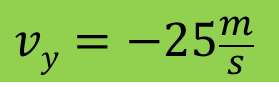 v_y = −25 m/s